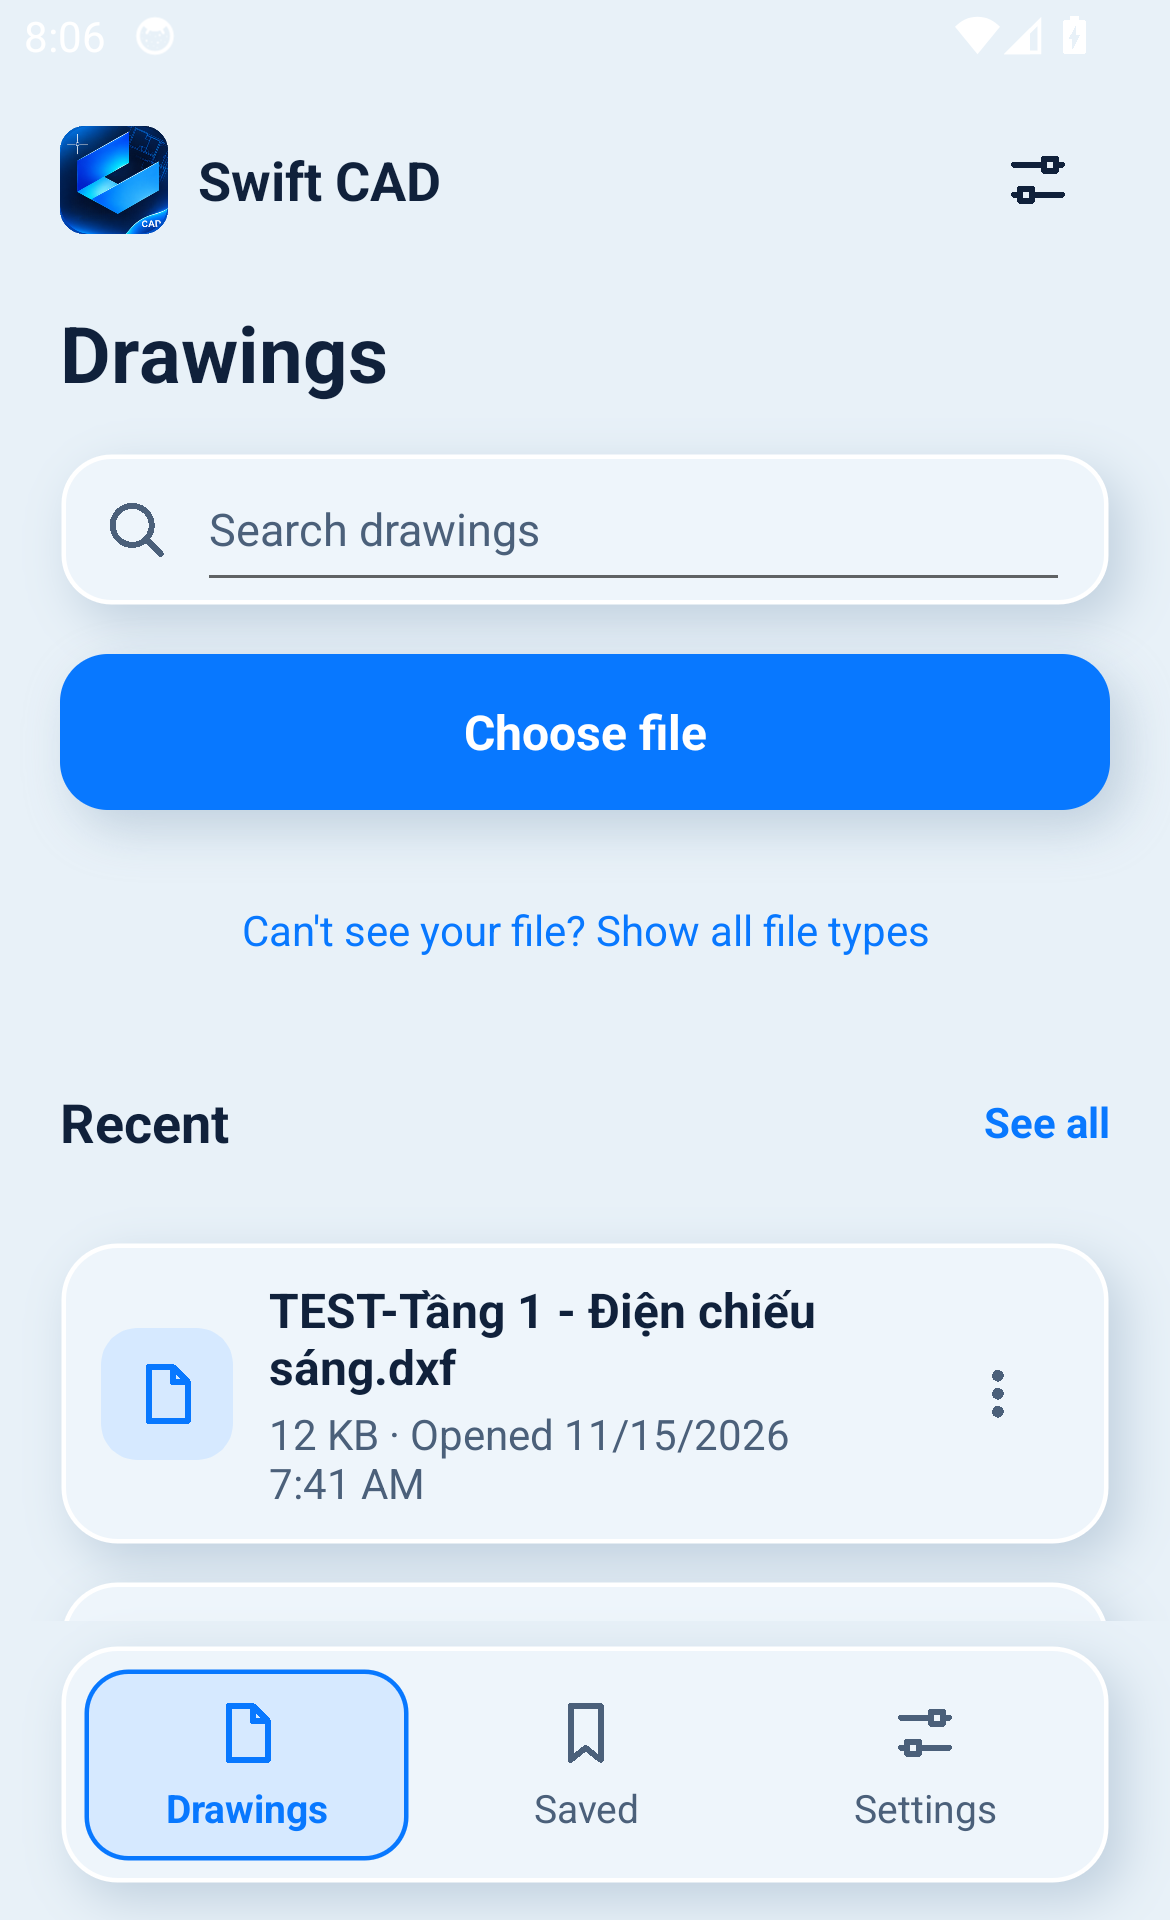 8:06
CAD
Swift CAD
Drawings
Search drawings
Choose file
Can't see your file? Show all file types
Recent
See all
TEST-Tầng 1 - Điện chiếu
sáng.dxf
12 KB · Opened 11/15/2026
7:41 AM
Drawings
Saved
Settings